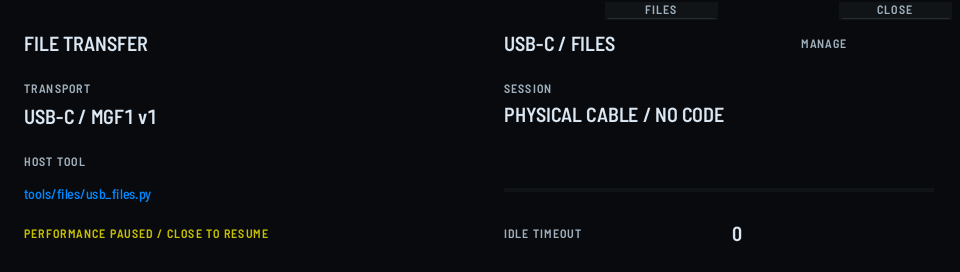 FILES
CLOSE
FILE TRANSFER
USB-C / FILES
MANAGE
TRANSPORT
SESSION
USB-C / MGF1 v1
PHYSICAL CABLE / NO CODE
HOST TOOL
tools/files/usb_files.py
PERFORMANCE PAUSED / CLOSE TO RESUME
IDLE TIMEOUT
0